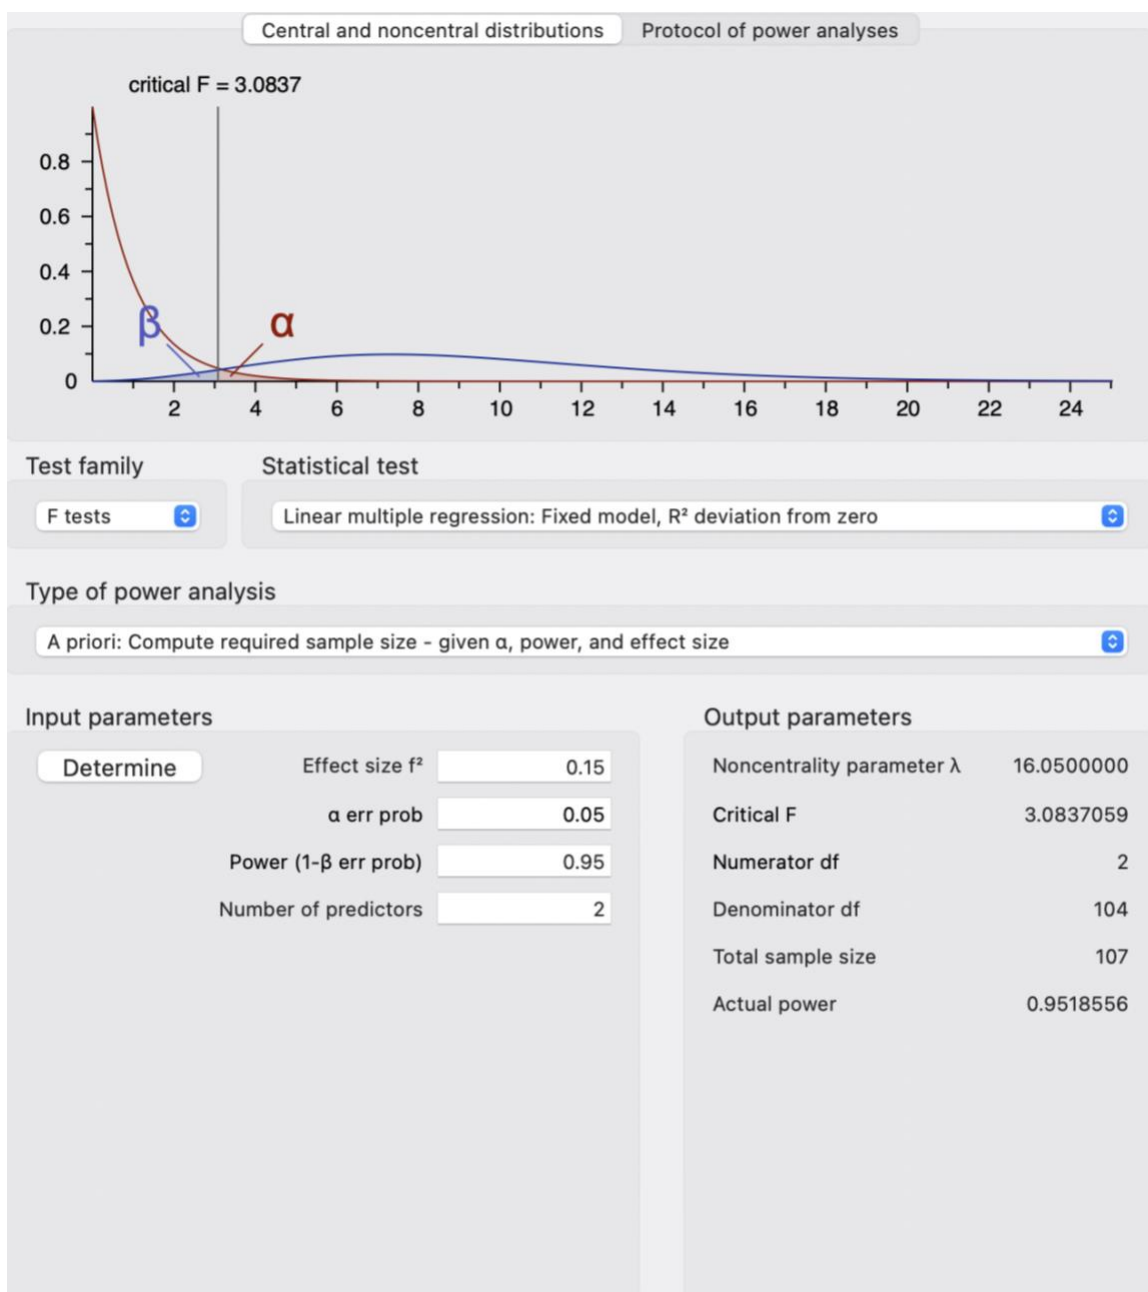 Central and noncentral distributions Protocol of power analyses
critical F = 3.0837
0.8
0.6
0.4
0.2
0
β α
2 4 6 8 10 12 14 16 18 20 22 24
Test family Statistical test
F tests Linear multiple regression: Fixed model, R² deviation from zero
Type of power analysis
A priori: Compute required sample size - given α, power, and effect size
Input parameters Output parameters
Determine Effect size f² 0.15 Noncentrality parameter λ 16.0500000
α err prob 0.05 Critical F 3.0837059
Power (1-β err prob) 0.95 Numerator df 2
Number of predictors 2 Denominator df 104
Total sample size 107
Actual power 0.9518556